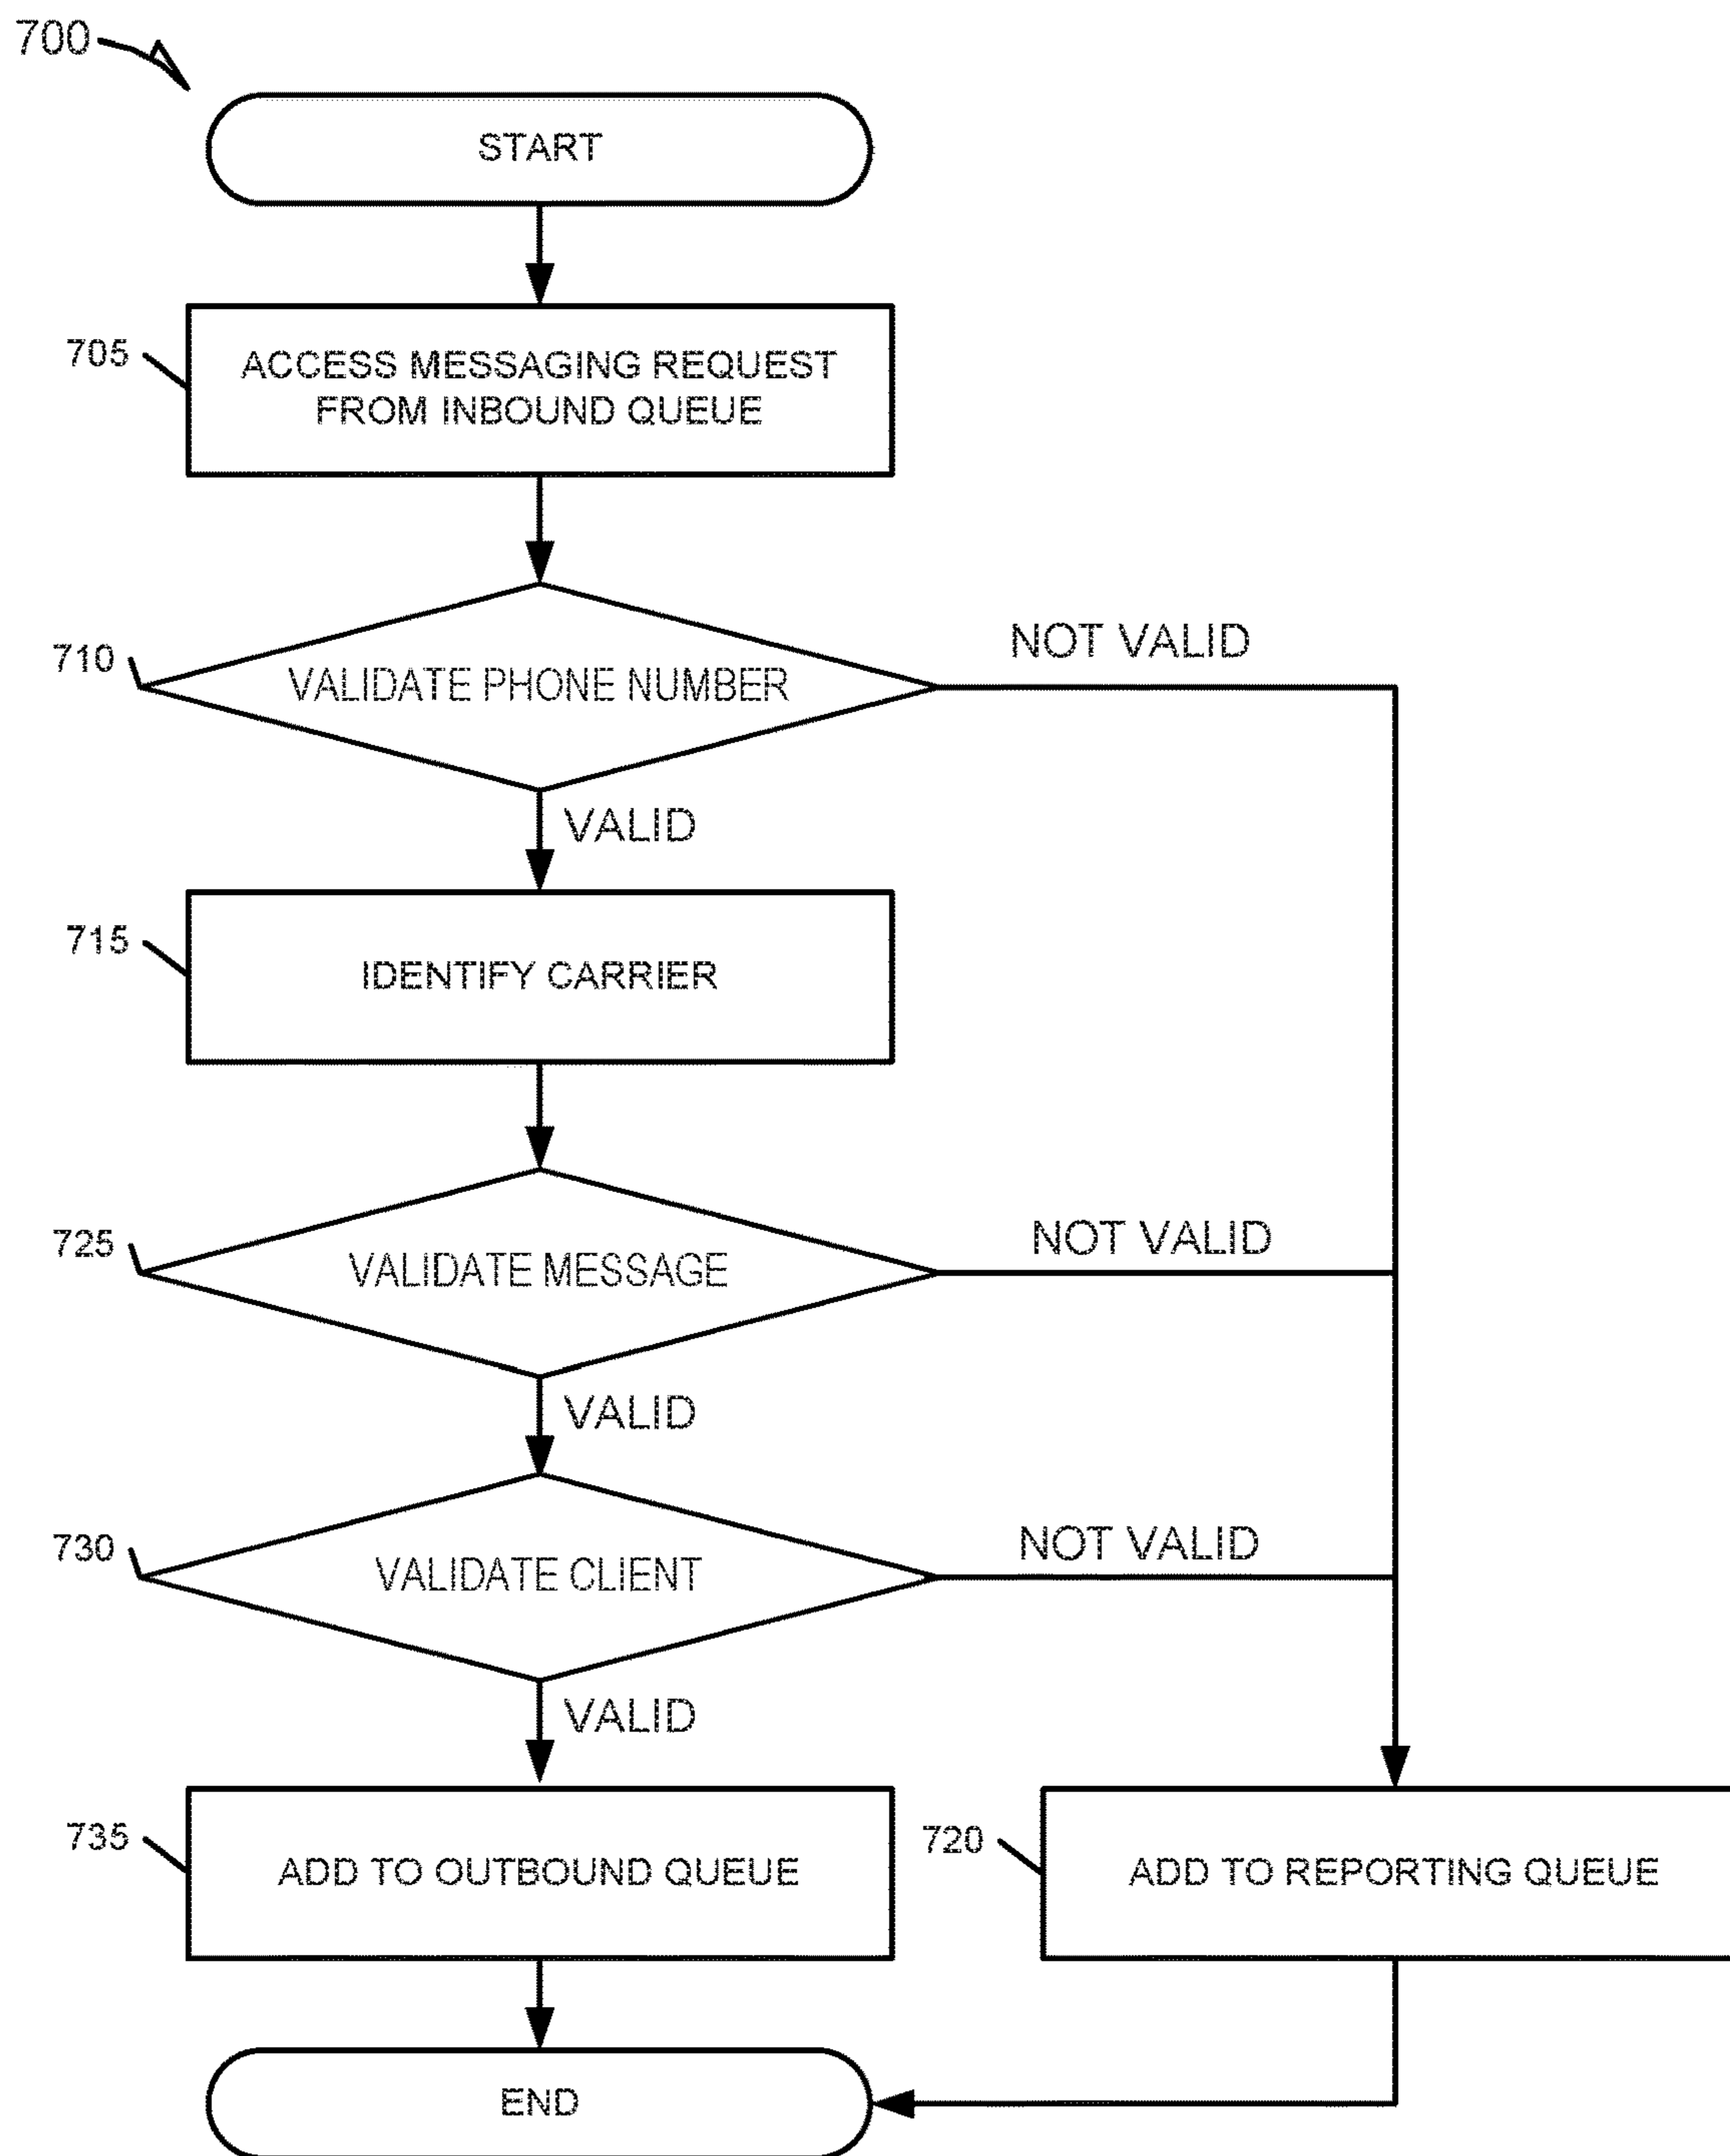 700
START
705
ACCESS MESSAGING REQUEST
FROM INBOUND QUEUE
710
VALIDATE PHONE NUMBER
NOT VALID
VALID
715
IDENTIFY CARRIER
725
VALIDATE MESSAGE
NOT VALID
VALID
730
VALIDATE CLIENT
NOT VALID
VALID
735
ADD TO OUTBOUND QUEUE
720
ADD TO REPORTING QUEUE
END